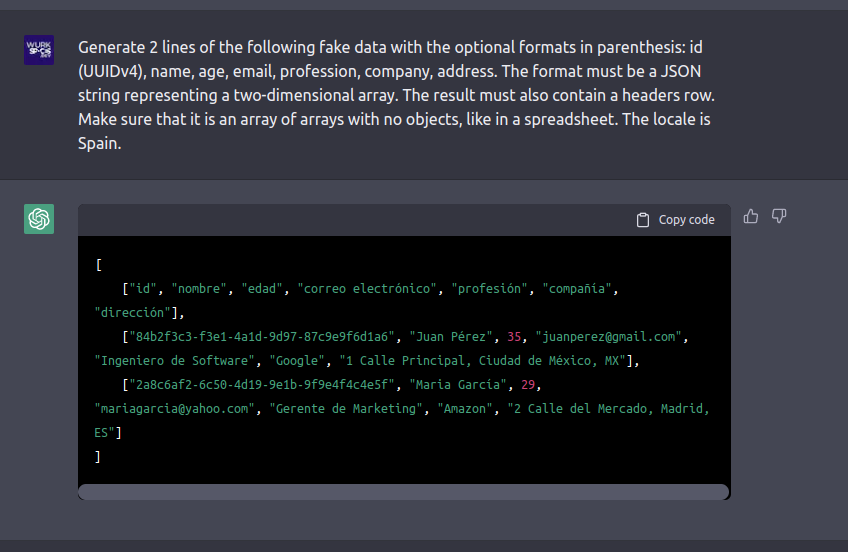 WURK
SPACE
.NET
Generate 2 lines of the following fake data with the optional formats in parenthesis: id
(UUIDv4), name, age, email, profession, company, address. The format must be a JSON
string representing a two-dimensional array. The result must also contain a headers row.
Make sure that it is an array of arrays with no objects, like in a spreadsheet. The locale is
Spain.
Copy code
[
["id", "nombre", "edad", "correo electrónico", "profesión", "compañía",
"dirección"],
["84b2f3c3-f3e1-4a1d-9d97-87c9e9f6d1a6", "Juan Pérez", 35, "juanperez@gmail.com",
"Ingeniero de Software", "Google", "1 Calle Principal, Ciudad de México, MX"],
["2a8c6af2-6c50-4d19-9e1b-9f9e4f4c4e5f", "Maria García", 29,
"mariagarcia@yahoo.com", "Gerente de Marketing", "Amazon", "2 Calle del Mercado, Madrid,
ES"]
]